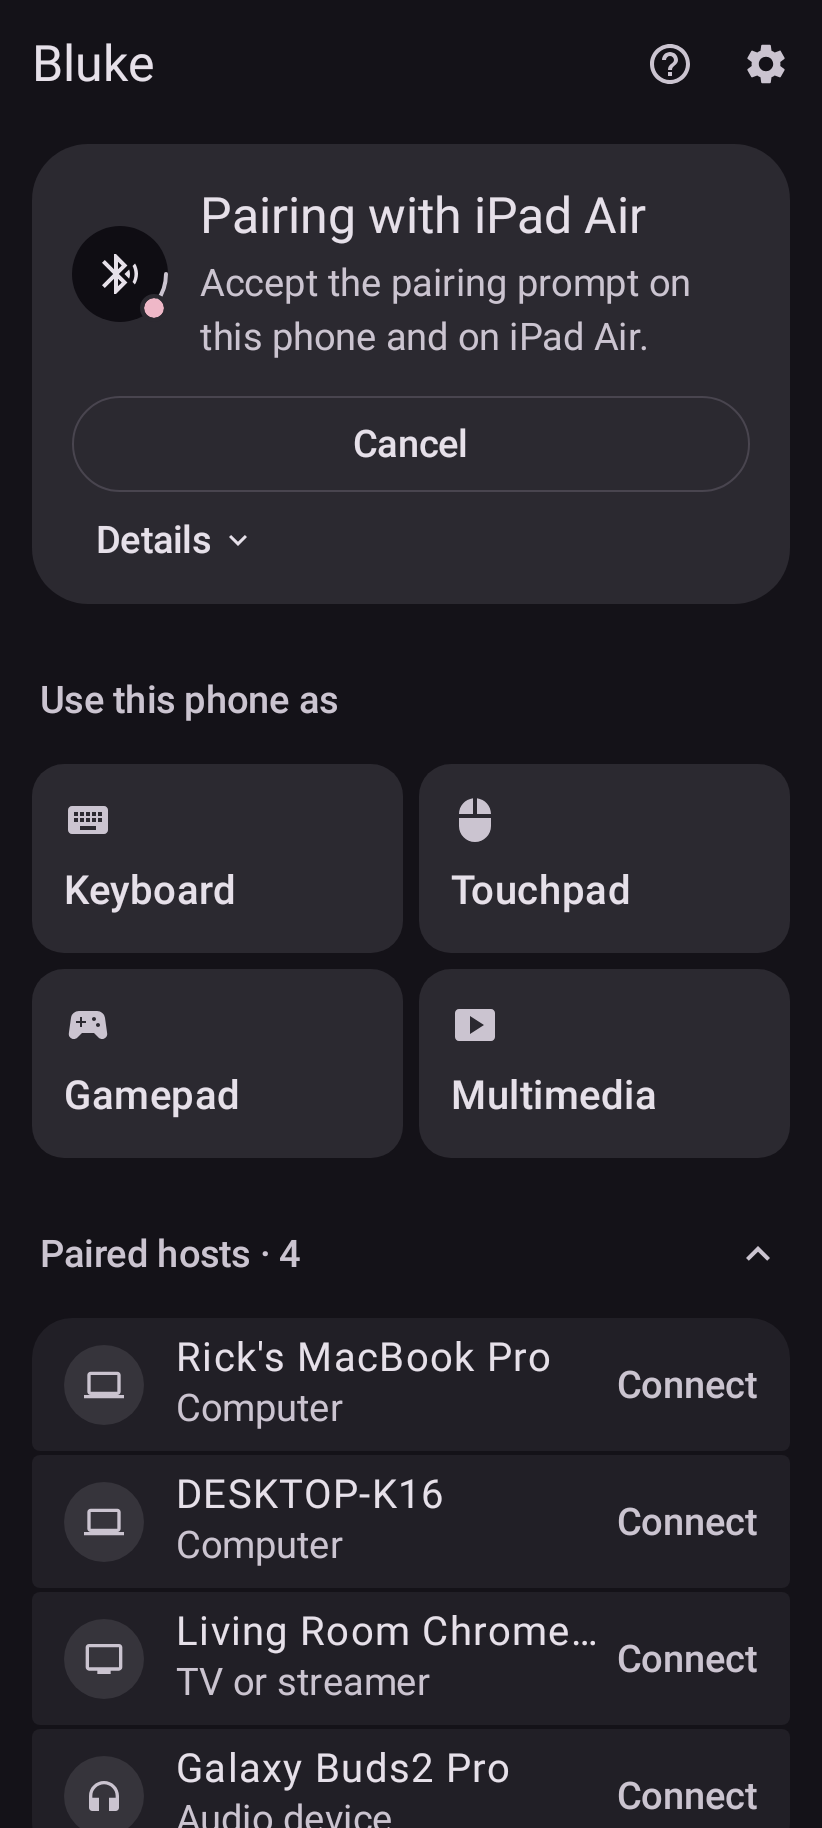 Bluke
Pairing with iPad Air
Accept the pairing prompt on
this phone and on iPad Air.
Cancel
Details
Use this phone as
Keyboard
Touchpad
Gamepad
Multimedia
Paired hosts · 4
Rick's MacBook Pro
Computer
Connect
DESKTOP-K16
Computer
Connect
Living Room Chrome...
TV or streamer
Connect
Galaxy Buds2 Pro
Audio device
Connect